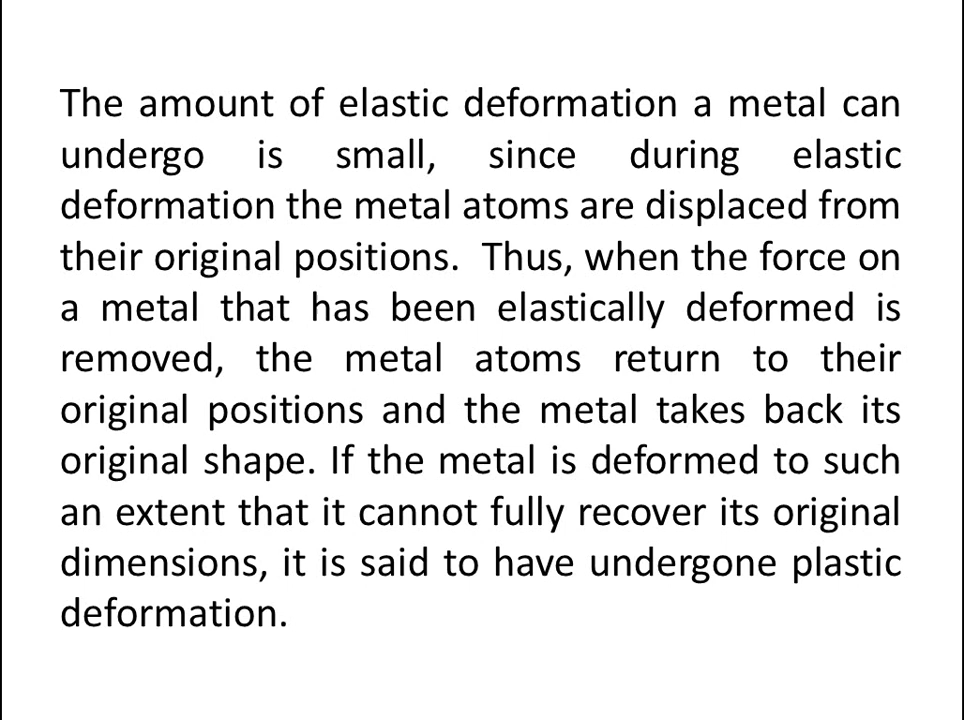 The amount of elastic deformation a metal can
undergo is small, since during elastic
deformation the metal atoms are displaced from
their original positions.  Thus, when the force on
a metal that has been elastically deformed is
removed, the metal atoms return to their
original positions and the metal takes back its
original shape. If the metal is deformed to such
an extent that it cannot fully recover its original
dimensions, it is said to have undergone plastic
deformation.